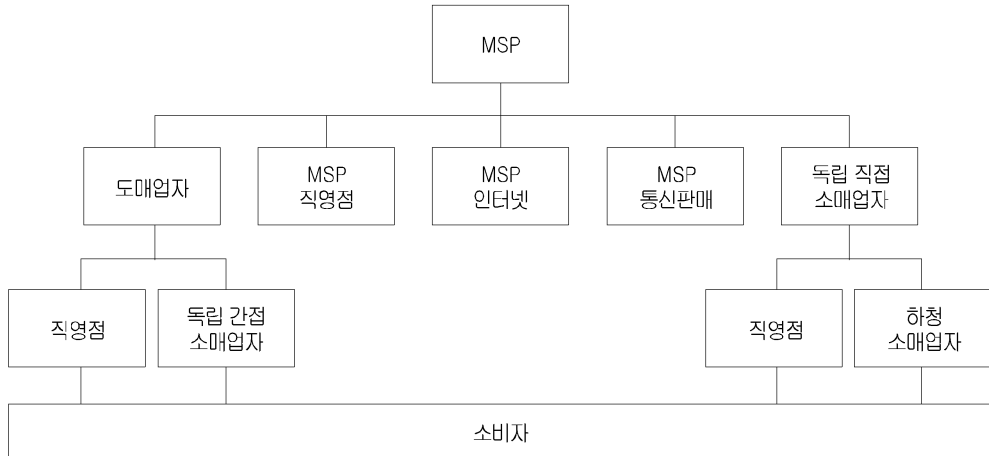 MSP
도매업자
MSP
직영점
MSP
인터넷
MSP
통신판매
독립 직접
소매업자
직영점
독립 간접
소매업자
직영점
하청
소매업자
소비자